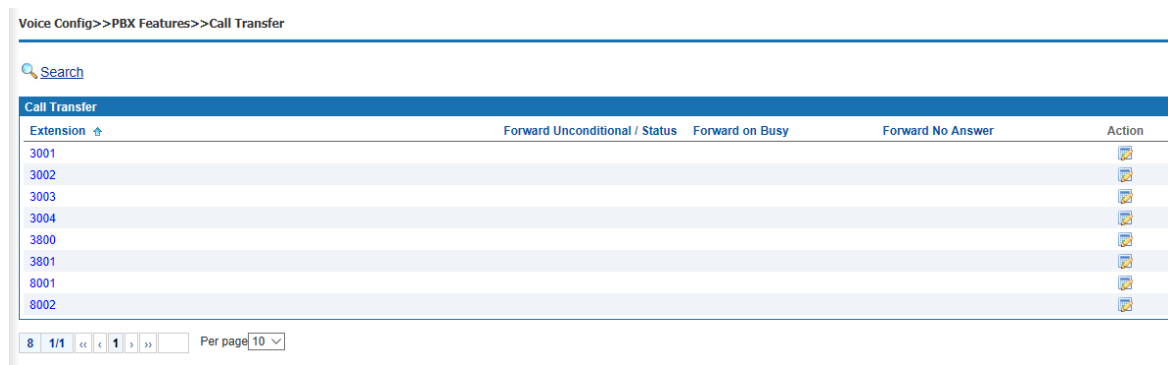 Voice Config>>PBX Features>>Call Transfer
Search
Call Transfer
Extension Forward Unconditional / Status Forward on Busy Forward No Answer Action
3001
3002
3003
3004
3800
3801
8001
8002
8 1/1 ‹‹ ‹ 1 › ›› Per page 10